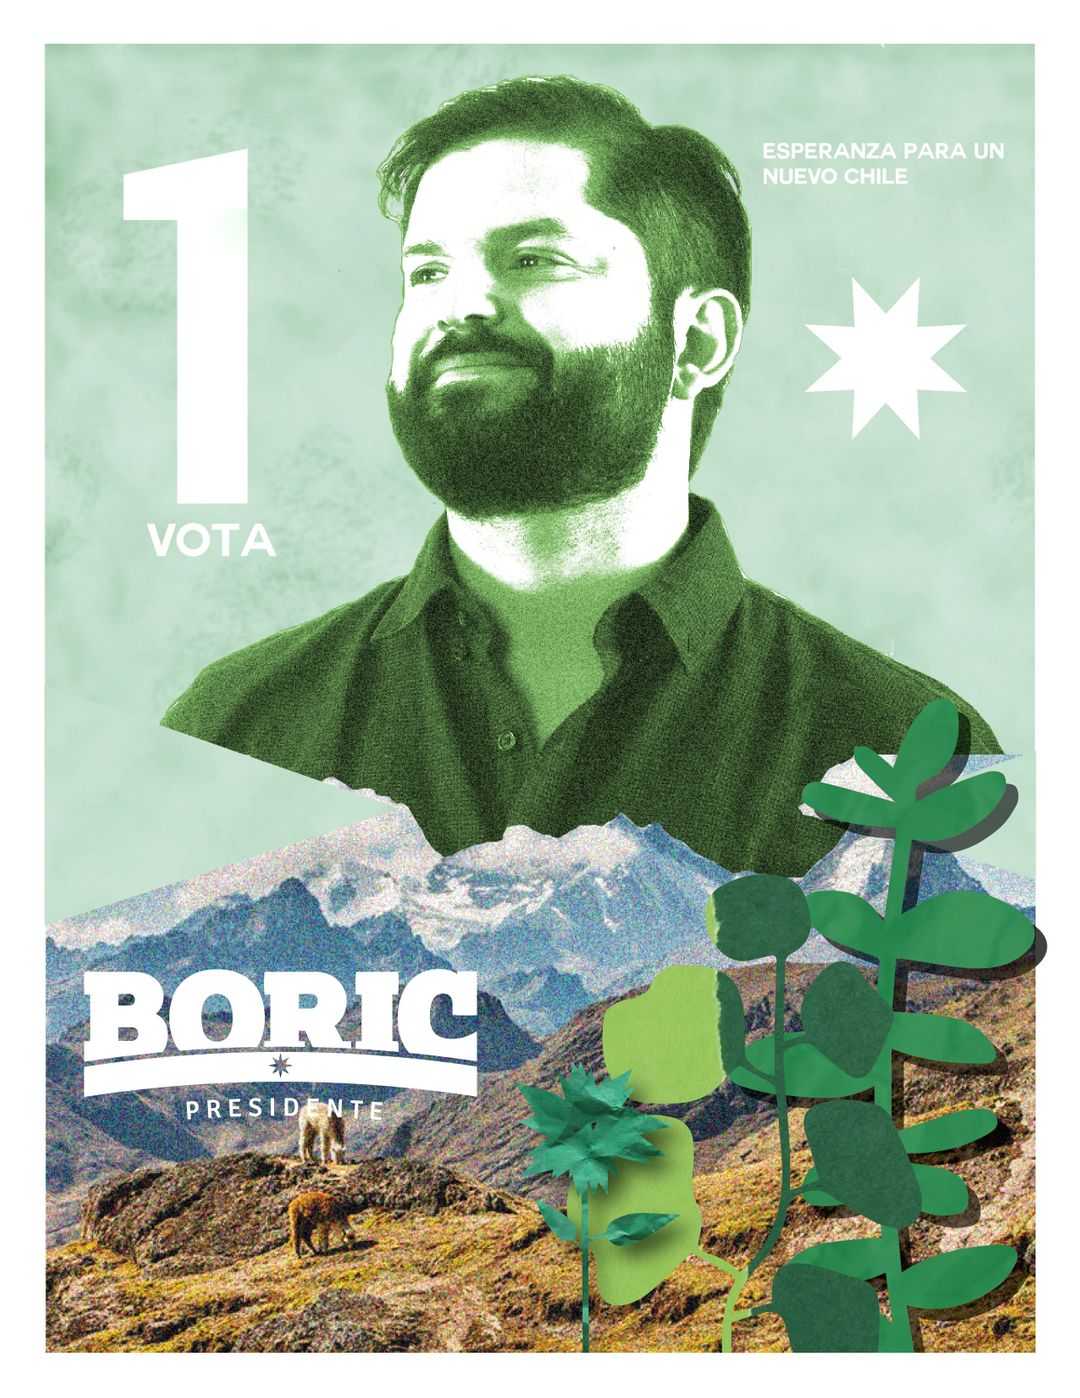 1
VOTA
ESPERANZA PARA UN
NUEVO CHILE
BORIC
PRESIDENTE